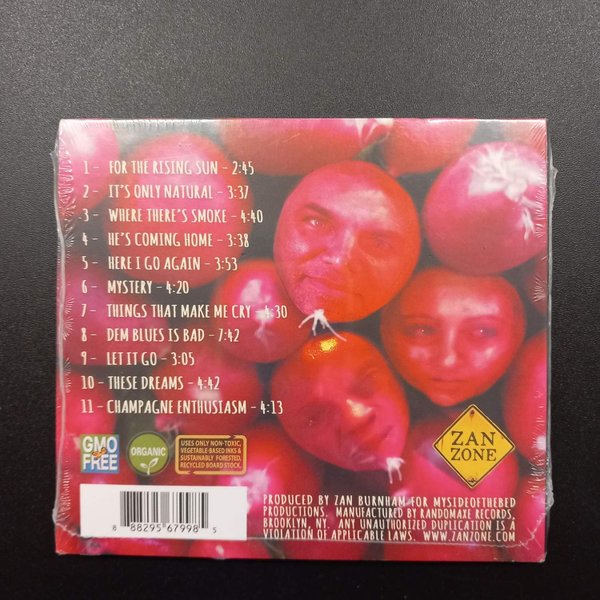 1 - FOR THE RISING SUN - 2:45
2 - IT'S ONLY NATURAL - 3:37
3 - WHERE THERE'S SMOKE - 4:40
4 - HE'S COMING HOME - 3:38
5 - HERE I GO AGAIN - 3:53
6 - MYSTERY - 4:20
7 - THINGS THAT MAKE ME CRY - 4:30
8 - DEM BLUES IS BAD - 7:42
9 - LET IT GO - 3:05
10 - THESE DREAMS - 4:42
11 - CHAMPAGNE ENTHUSIASM - 4:13
GMO
FREE
ORGANIC
USES ONLY NON-TOXIC,
VEGETABLE-BASED INKS &
SUSTAINABLY FORESTED,
RECYCLED BOARD STOCK.
ZAN
ZONE
8 88295 67998 5
PRODUCED BY ZAN BURNHAM FOR MYSIDEOFTHEBED
PRODUCTIONS. MANUFACTURED BY RANDOMAXE RECORDS,
BROOKLYN, NY. ANY UNAUTHORIZED DUPLICATION IS A
VIOLATION OF APPLICABLE LAWS. WWW.ZANZONE.COM